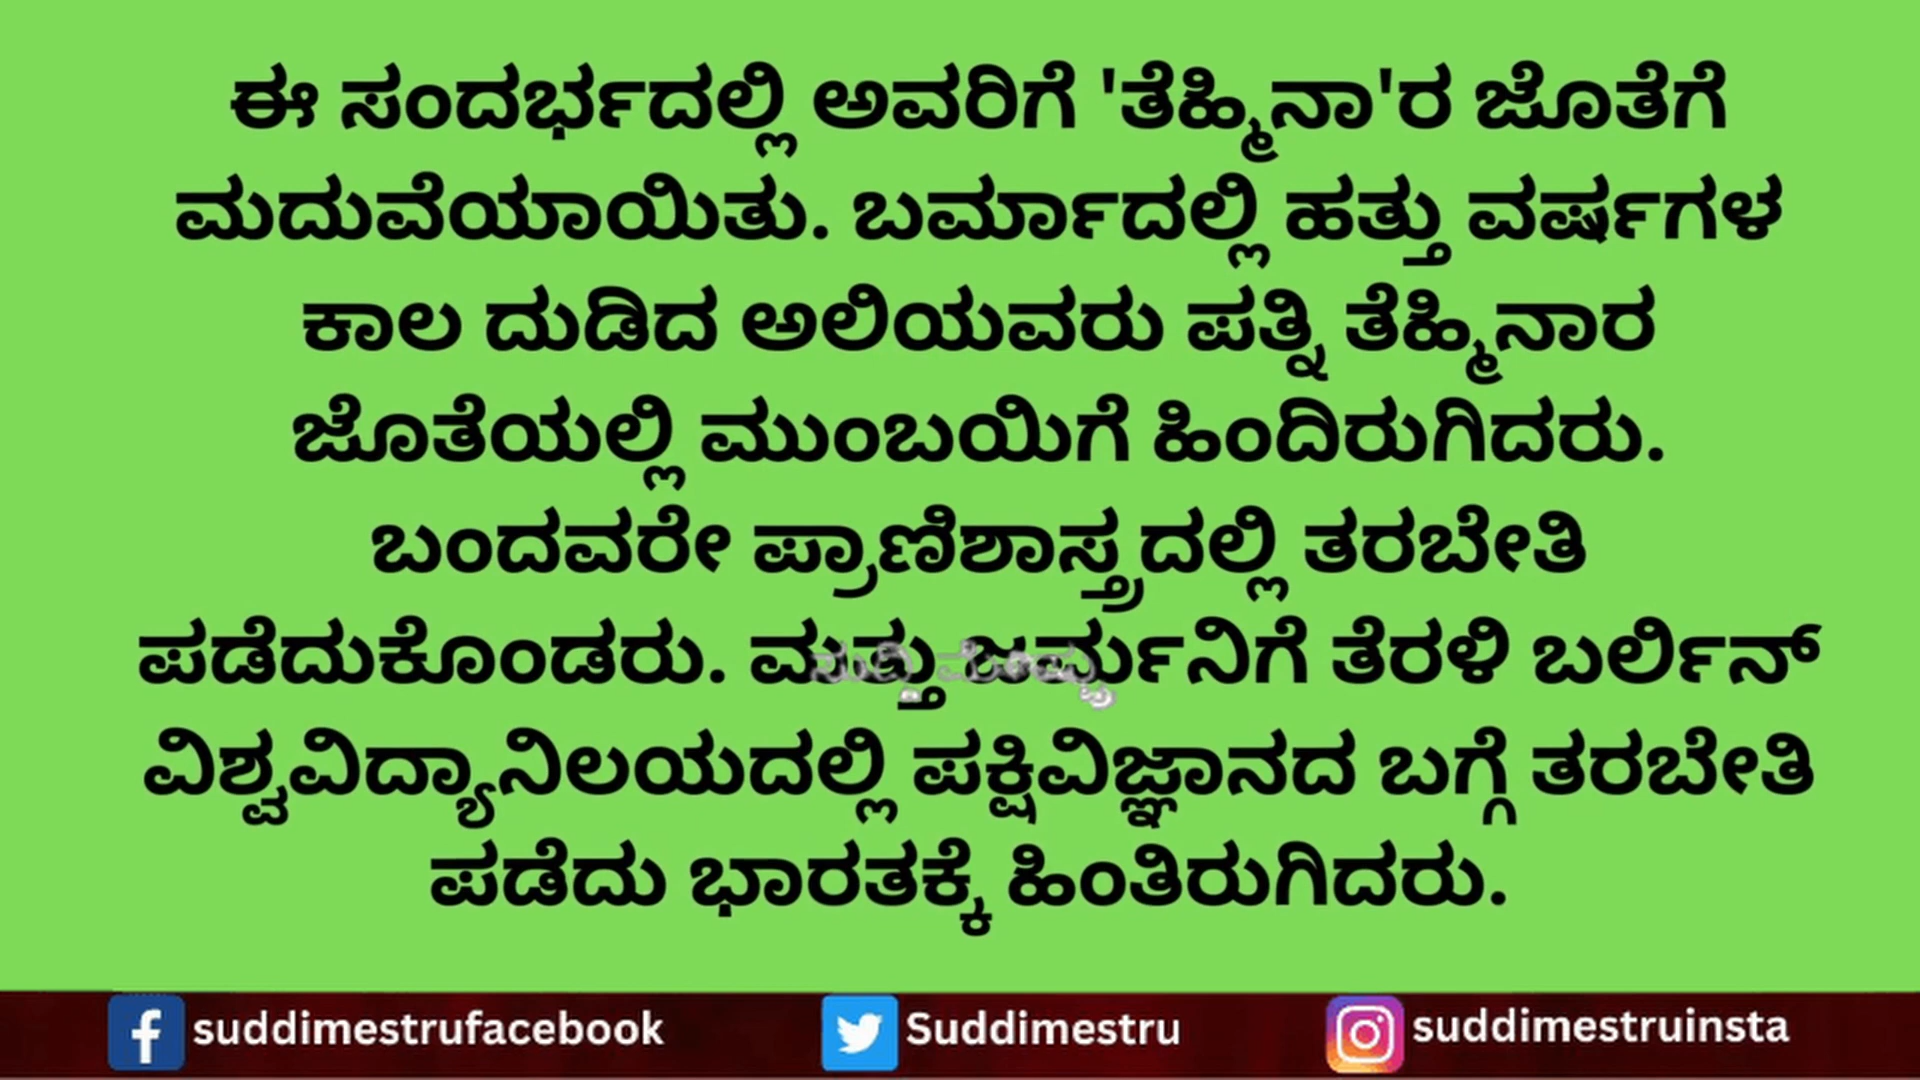 ಈ ಸಂದರ್ಭದಲ್ಲಿ ಅವರಿಗೆ 'ತೆಹ್ಮಿನಾ'ರ ಜೊತೆಗೆ
ಮದುವೆಯಾಯಿತು. ಬರ್ಮಾದಲ್ಲಿ ಹತ್ತು ವರ್ಷಗಳ
ಕಾಲ ದುಡಿದ ಅಲಿಯವರು ಪತ್ನಿ ತೆಹ್ಮಿನಾರ
ಜೊತೆಯಲ್ಲಿ ಮುಂಬಯಿಗೆ ಹಿಂದಿರುಗಿದರು.
ಬಂದವರೇ ಪ್ರಾಣಿಶಾಸ್ತ್ರದಲ್ಲಿ ತರಬೇತಿ
ಪಡೆದುಕೊಂಡರು. ಮತ್ತು ಜರ್ಮನಿಗೆ ತೆರಳಿ ಬರ್ಲಿನ್
ವಿಶ್ವವಿದ್ಯಾನಿಲಯದಲ್ಲಿ ಪಕ್ಷಿವಿಜ್ಞಾನದ ಬಗ್ಗೆ ತರಬೇತಿ
ಪಡೆದು ಭಾರತಕ್ಕೆ ಹಿಂತಿರುಗಿದರು.
suddimestrufacebook Suddimestru suddimestruinsta